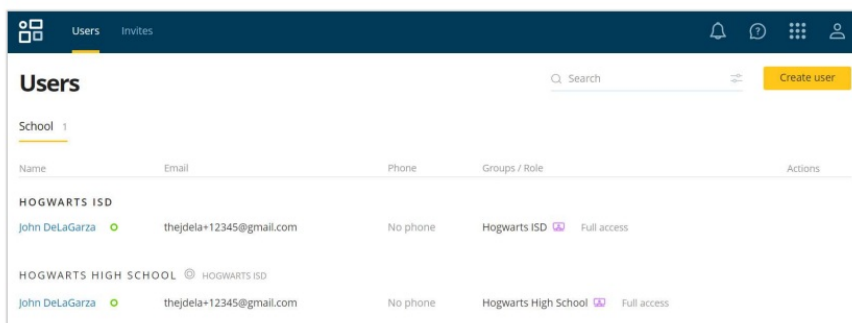 Users Invites
Users Search Create user
School 1
Name Email Phone Groups / Role Actions
HOGWARTS ISD
John DeLaGarza thejdela+12345@gmail.com No phone Hogwarts ISD Full access
HOGWARTS HIGH SCHOOL HOGWARTS ISD
John DeLaGarza thejdela+12345@gmail.com No phone Hogwarts High School Full access